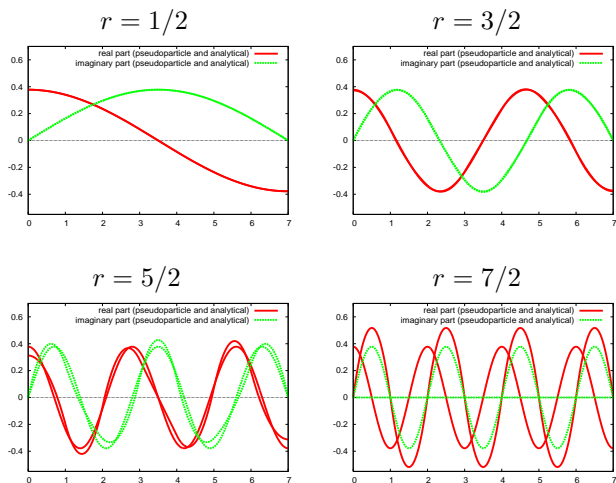 r = 1/2
real part (pseudoparticle and analytical)
imaginary part (pseudoparticle and analytical)
0.6
0.4
0.2
0
-0.2
-0.4
0 1 2 3 4 5 6 7
r = 3/2
real part (pseudoparticle and analytical)
imaginary part (pseudoparticle and analytical)
0.6
0.4
0.2
0
-0.2
-0.4
0 1 2 3 4 5 6 7
r = 5/2
real part (pseudoparticle and analytical)
imaginary part (pseudoparticle and analytical)
0.6
0.4
0.2
0
-0.2
-0.4
0 1 2 3 4 5 6 7
r = 7/2
real part (pseudoparticle and analytical)
imaginary part (pseudoparticle and analytical)
0.6
0.4
0.2
0
-0.2
-0.4
0 1 2 3 4 5 6 7